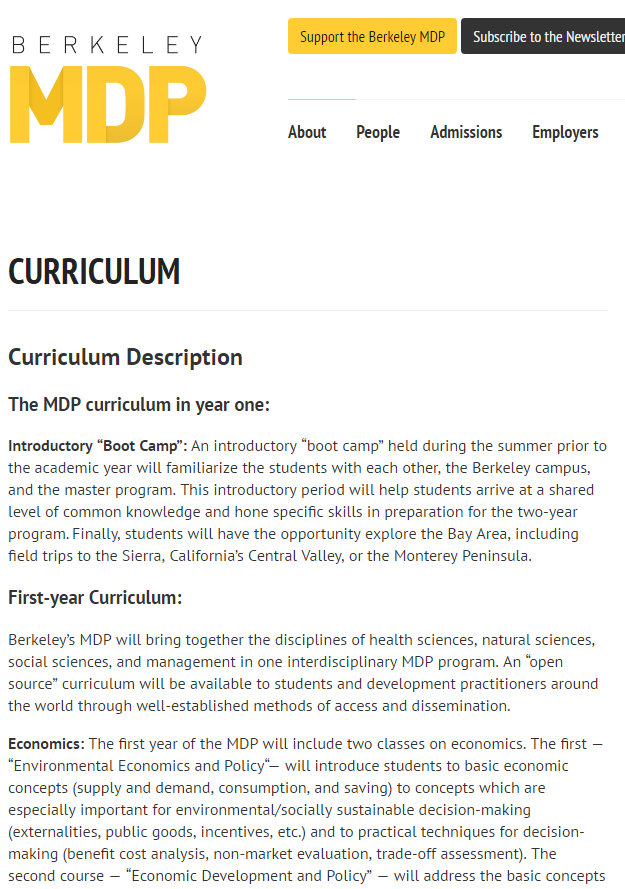 BERKELEY
MDP
Support the Berkeley MDP
Subscribe to the Newsletter
About People Admissions Employers
CURRICULUM
Curriculum Description
The MDP curriculum in year one:
Introductory “Boot Camp”: An introductory “boot camp” held during the summer prior to
the academic year will familiarize the students with each other, the Berkeley campus,
and the master program. This introductory period will help students arrive at a shared
level of common knowledge and hone specific skills in preparation for the two-year
program. Finally, students will have the opportunity explore the Bay Area, including
field trips to the Sierra, California’s Central Valley, or the Monterey Peninsula.
First-year Curriculum:
Berkeley’s MDP will bring together the disciplines of health sciences, natural sciences,
social sciences, and management in one interdisciplinary MDP program. An “open
source” curriculum will be available to students and development practitioners around
the world through well-established methods of access and dissemination.
Economics: The first year of the MDP will include two classes on economics. The first —
“Environmental Economics and Policy“— will introduce students to basic economic
concepts (supply and demand, consumption, and saving) to concepts which are
especially important for environmental/socially sustainable decision-making
(externalities, public goods, incentives, etc.) and to practical techniques for decision-
making (benefit cost analysis, non-market evaluation, trade-off assessment). The
second course — “Economic Development and Policy” — will address the basic concepts